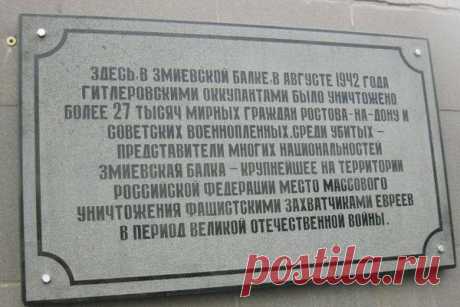 ЗДЕСЬ, В ЗМИЕВСКОЙ БАЛКЕ, В АВГУСТЕ 1942 ГОДА
ГИТЛЕРОВСКИМИ ОККУПАНТАМИ БЫЛО УНИЧТОЖЕНО
БОЛЕЕ 27 ТЫСЯЧ МИРНЫХ ГРАЖДАН РОСТОВА-НА-ДОНУ И
СОВЕТСКИХ ВОЕННОПЛЕННЫХ. СРЕДИ УБИТЫХ -
ПРЕДСТАВИТЕЛИ МНОГИХ НАЦИОНАЛЬНОСТЕЙ
ЗМИЕВСКАЯ БАЛКА - КРУПНЕЙШЕЕ НА ТЕРРИТОРИИ
РОССИЙСКОЙ ФЕДЕРАЦИИ МЕСТО МАССОВОГО
УНИЧТОЖЕНИЯ ФАШИСТСКИМИ ЗАХВАТЧИКАМИ ЕВРЕЕВ
В ПЕРИОД ВЕЛИКОЙ ОТЕЧЕСТВЕННОЙ ВОЙНЫ.
posta-li.ru